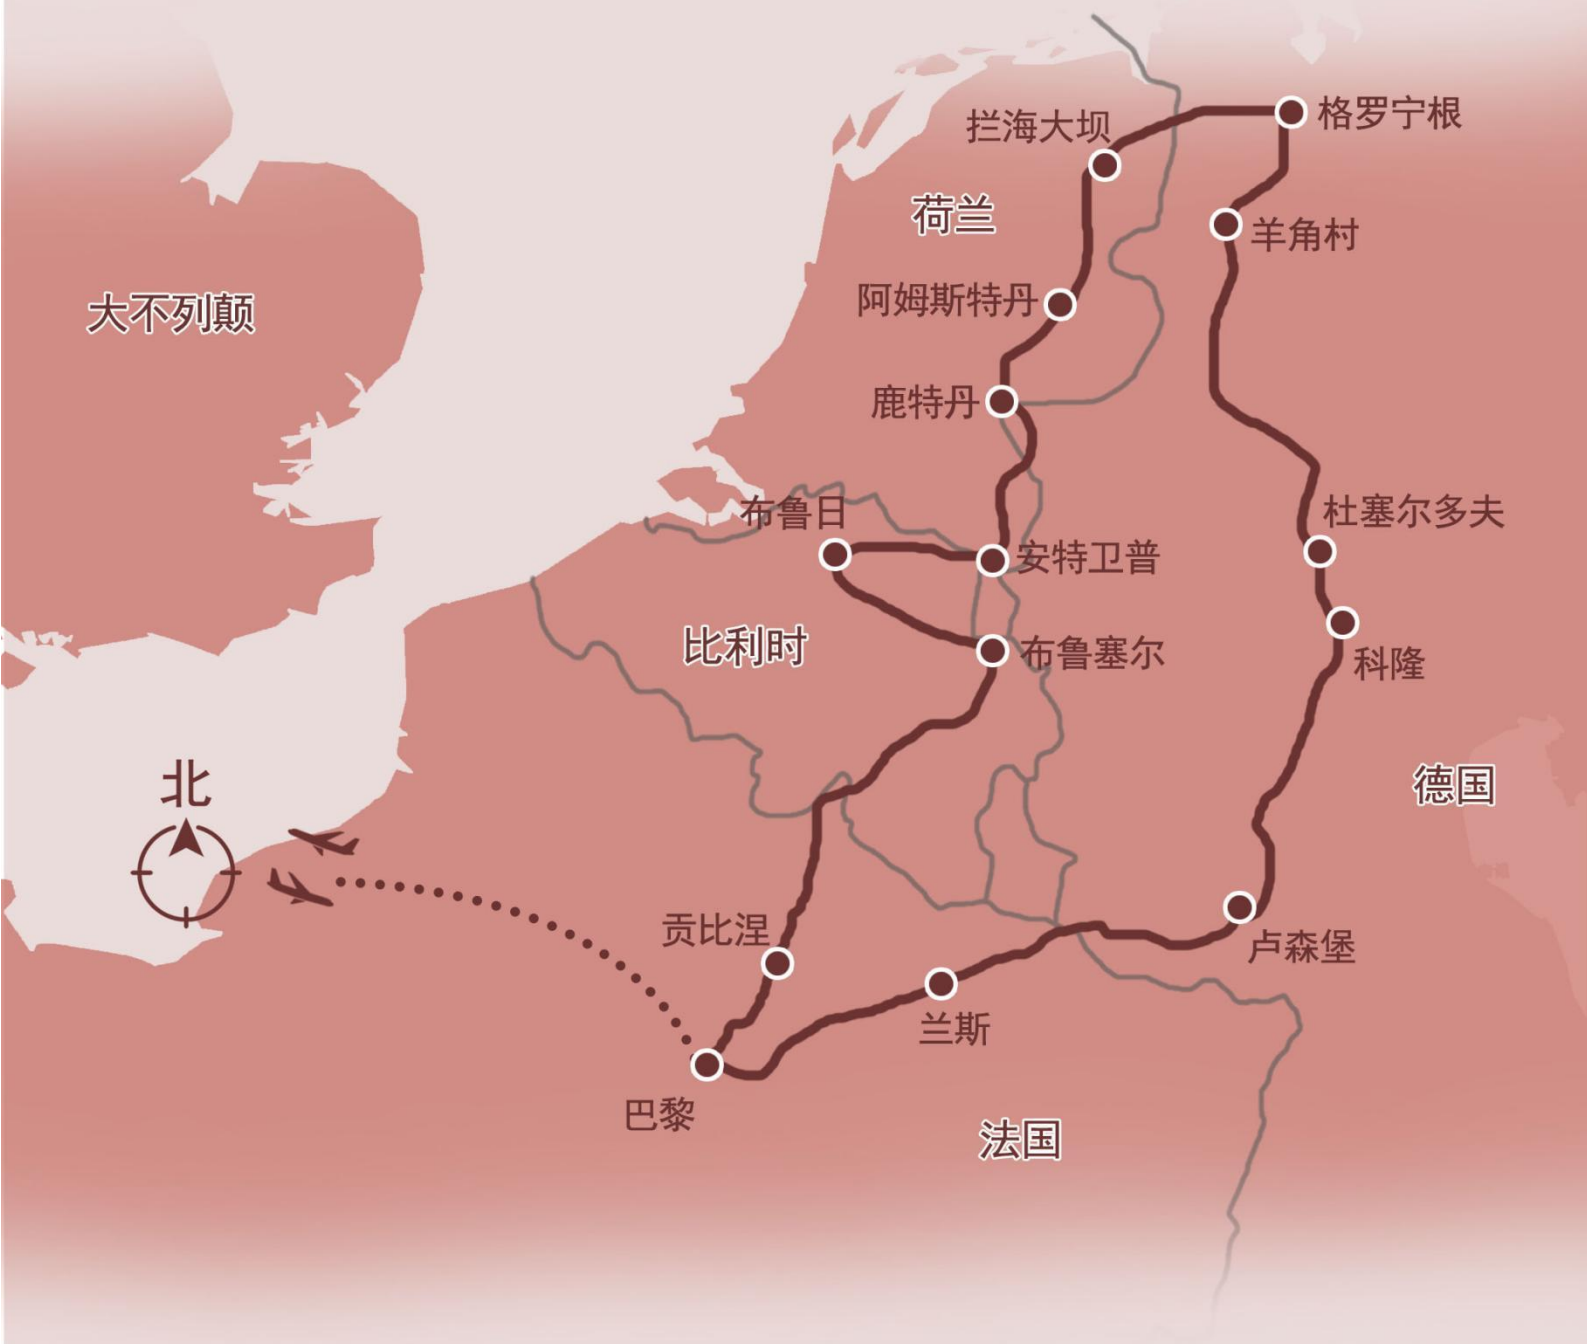 格罗宁根
拦海大坝
荷兰
羊角村
大不列颠
阿姆斯特丹
鹿特丹
布鲁日
杜塞尔多夫
安特卫普
比利时
布鲁塞尔
科隆
北
德国
贡比涅
卢森堡
兰斯
巴黎
法国